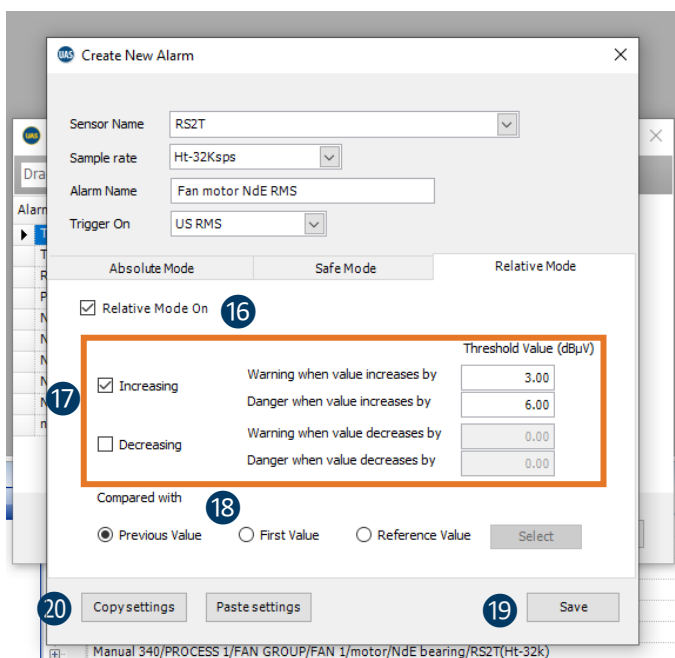 UAS Create New Alarm
Sensor Name RS2T
UAS
Sample rate Ht-32Ksps
Dra
Alarm Name Fan motor NdE RMS
Alarm
Trigger On US RMS
T
T
R
P
N
N
N
N
N
m
Absolute Mode Safe Mode Relative Mode
Relative Mode On 16
Threshold Value (dBµV)
17
Increasing
Warning when value increases by 3.00
Danger when value increases by 6.00
Decreasing
Warning when value decreases by 0.00
Danger when value decreases by 0.00
Compared with
18
Previous Value First Value Reference Value Select
20 Copy settings Paste settings 19 Save
Manual 340/PROCESS 1/FAN GROUP/FAN 1/motor/NdE bearing/RS2T(Ht-32k)